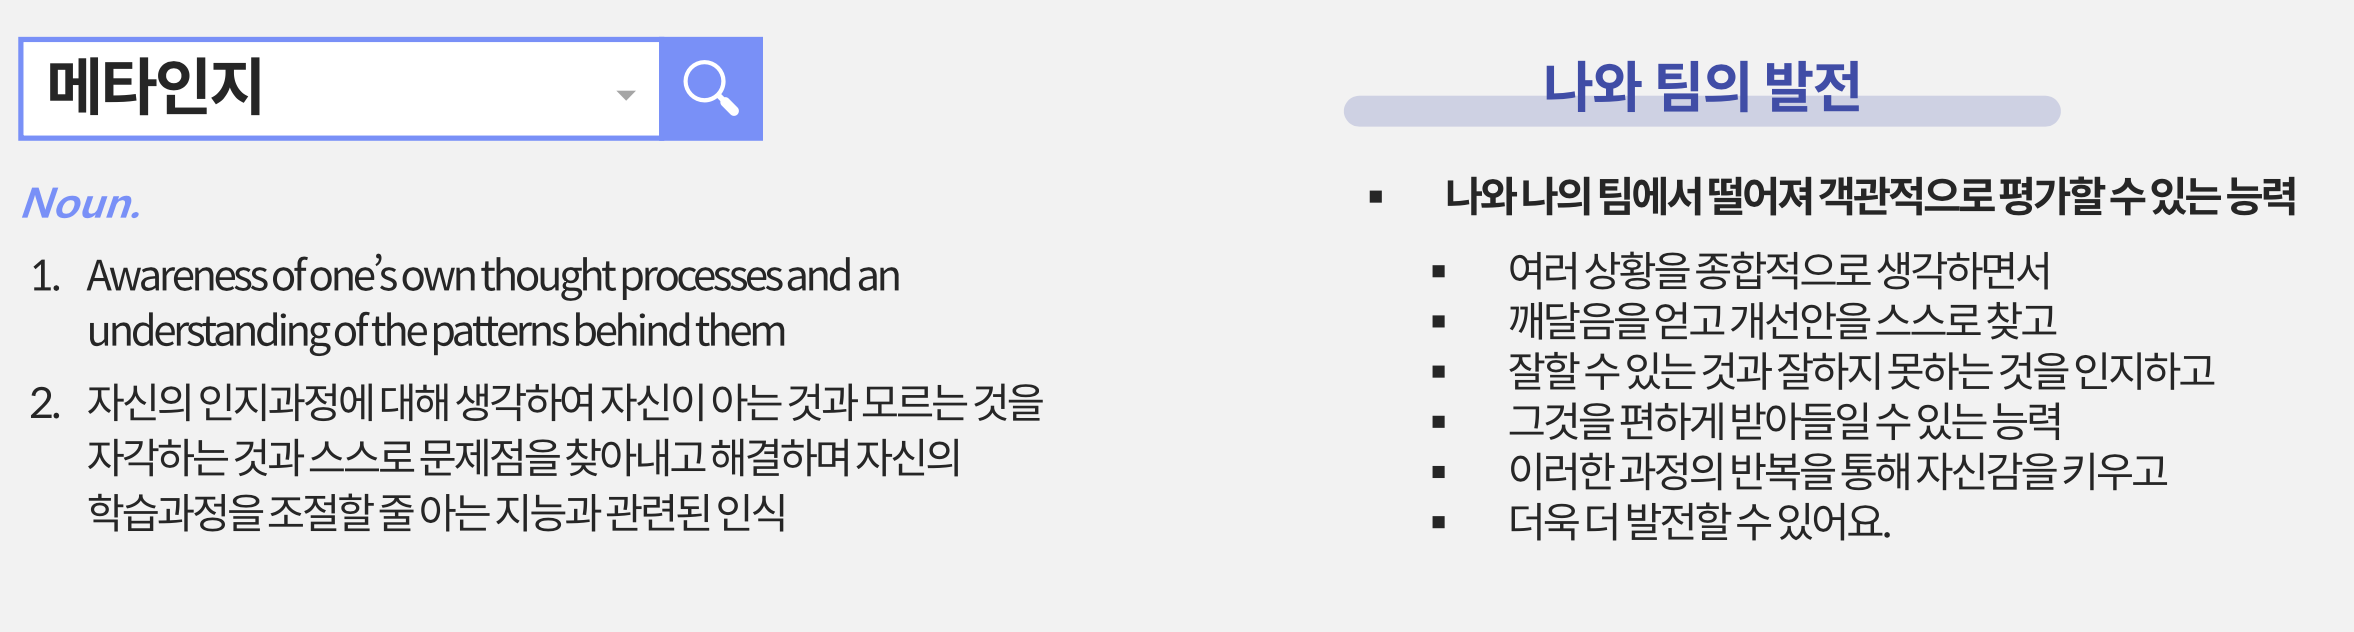 메타인지
Noun.
1. Awareness of one’s own thought processes and an
understanding of the patterns behind them
2. 자신의 인지과정에 대해 생각하여 자신이 아는 것과 모르는 것을
자각하는 것과 스스로 문제점을 찾아내고 해결하며 자신의
학습과정을 조절할 줄 아는 지능과 관련된 인식
나와 팀의 발전
▪ 나와 나의 팀에서 떨어져 객관적으로 평가할 수 있는 능력
▪ 여러 상황을 종합적으로 생각하면서
▪ 깨달음을 얻고 개선안을 스스로 찾고
▪ 잘할 수 있는 것과 잘하지 못하는 것을 인지하고
▪ 그것을 편하게 받아들일 수 있는 능력
▪ 이러한 과정의 반복을 통해 자신감을 키우고
▪ 더욱 더 발전할 수 있어요.